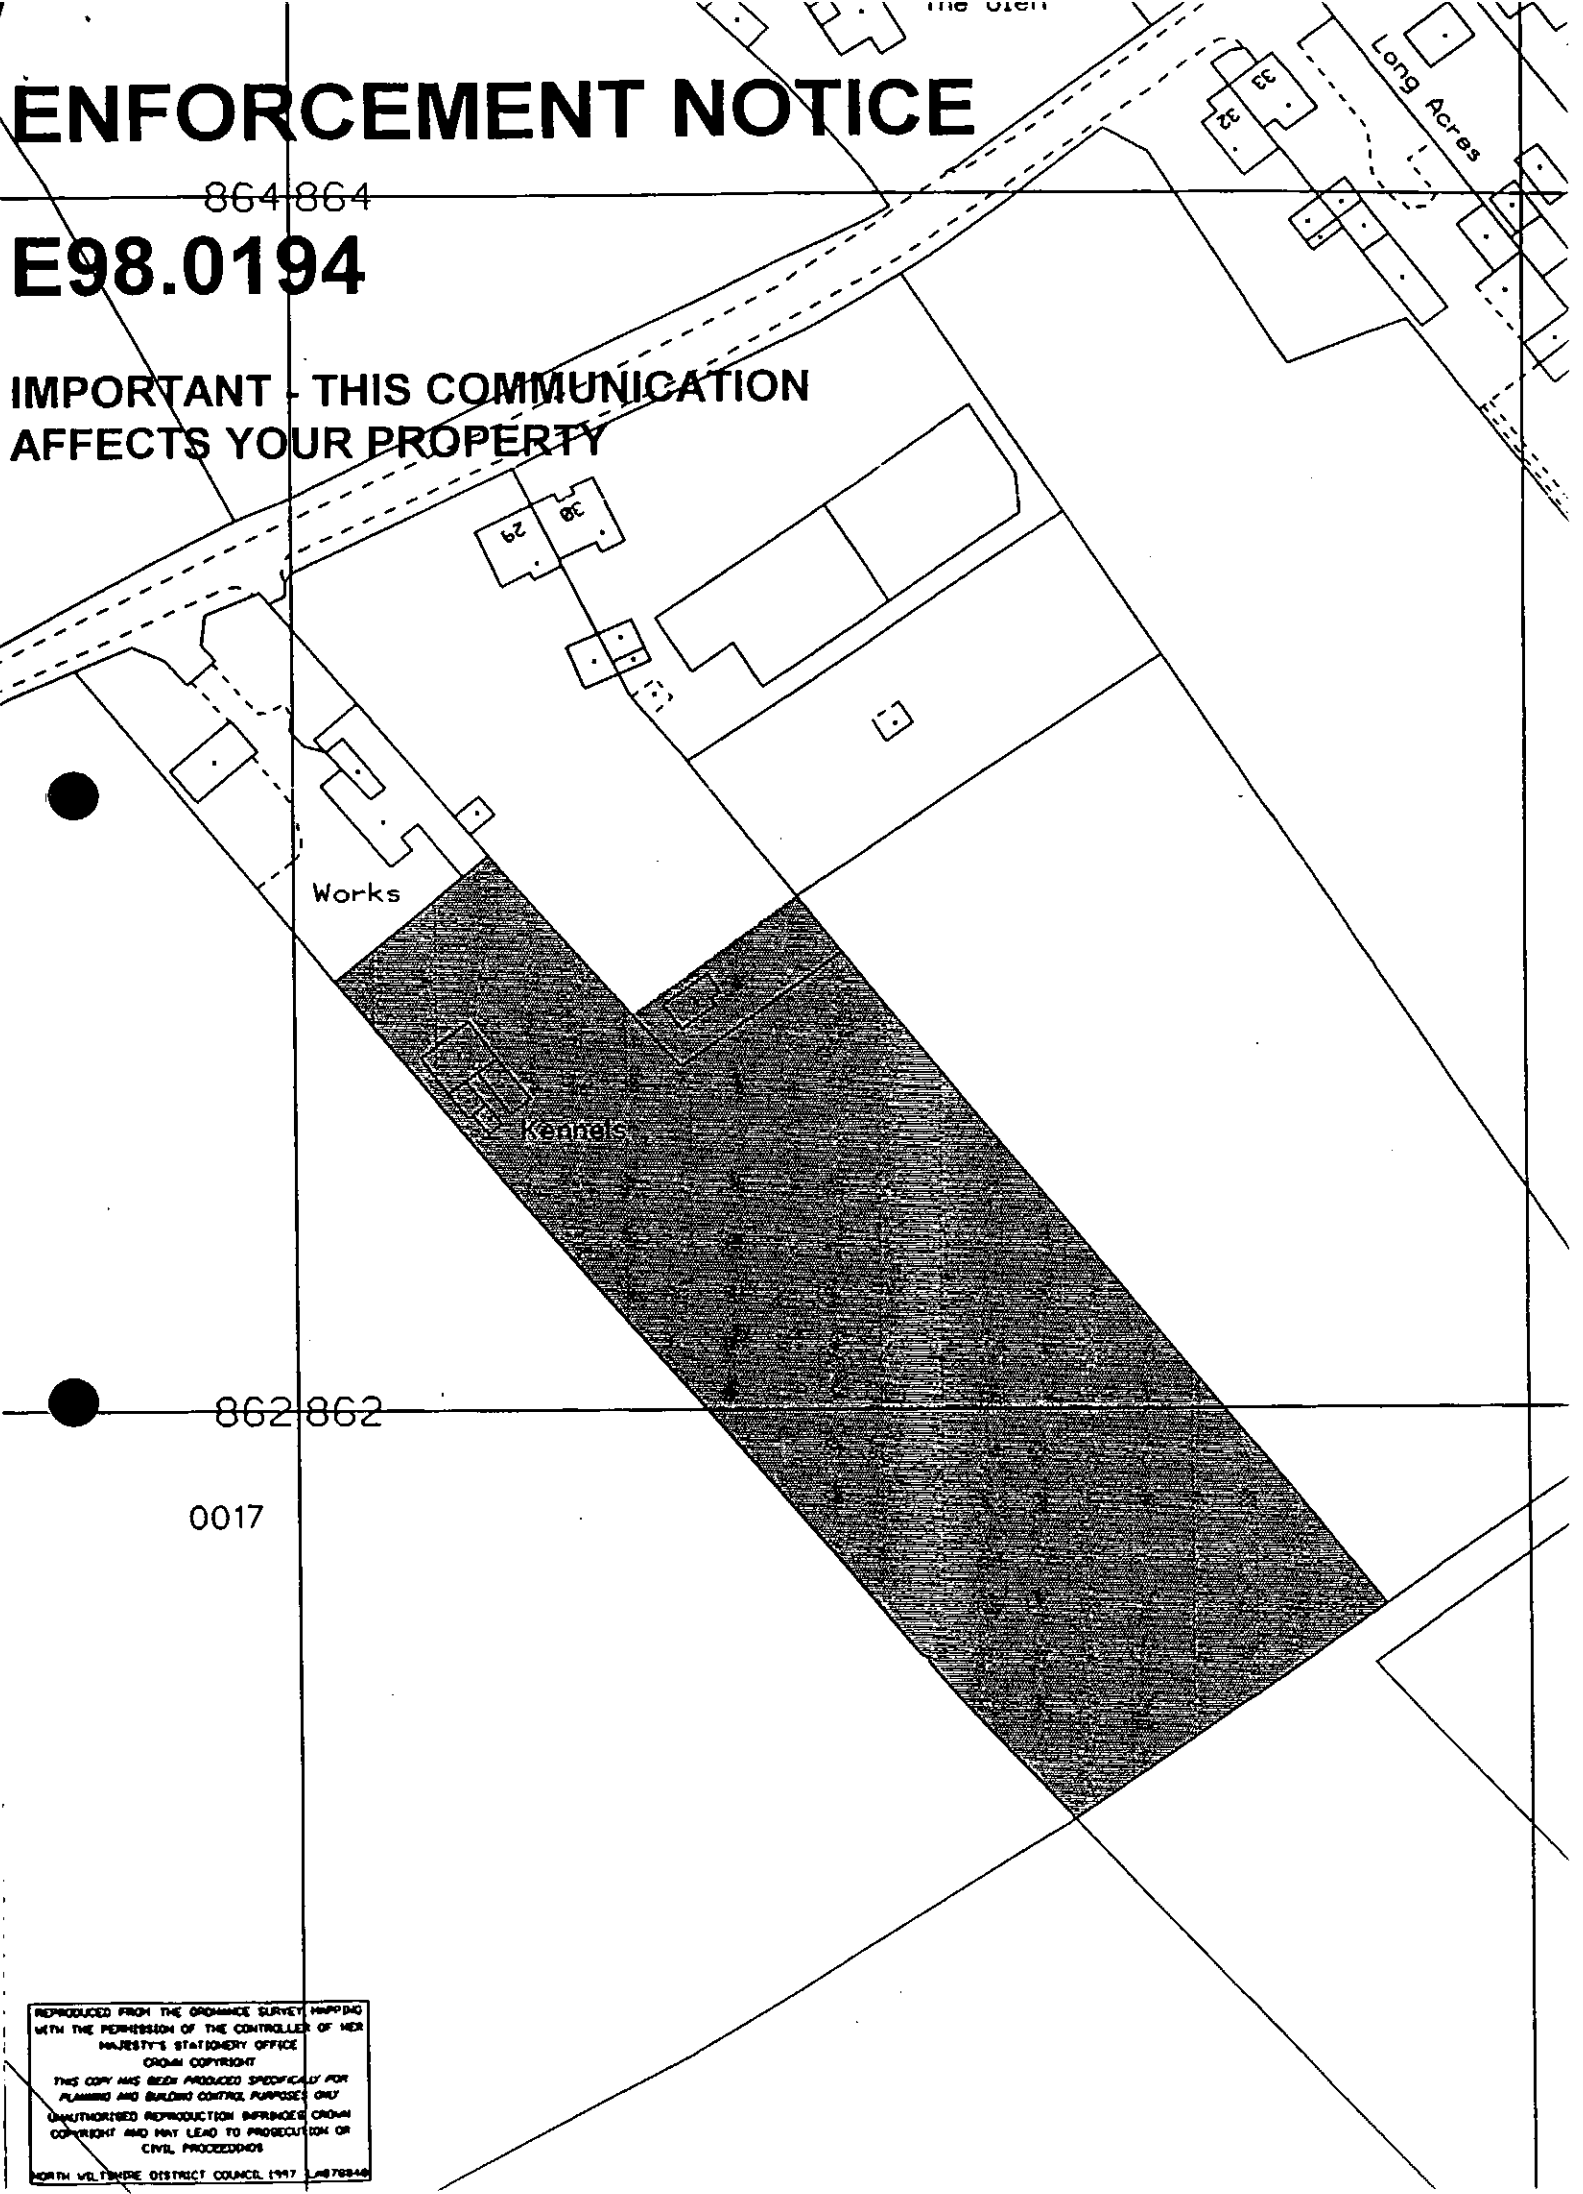 ENFORCEMENT NOTICE
864 864
E98.0194
IMPORTANT - THIS COMMUNICATION
AFFECTS YOUR PROPERTY
Long Acres
33
32
29
30
Works
Kennels
862 862
0017
REPRODUCED FROM THE ORDNANCE SURVEY MAPPING
WITH THE PERMISSION OF THE CONTROLLER OF HER
MAJESTY'S STATIONERY OFFICE
CROWN COPYRIGHT
THIS COPY HAS BEEN PRODUCED SPECIFICALLY FOR
PLANNING AND BUILDING CONTROL PURPOSES ONLY
UNAUTHORISED REPRODUCTION INFRINGES CROWN
COPYRIGHT AND MAY LEAD TO PROSECUTION OR
CIVIL PROCEEDINGS
NORTH WILTSHIRE DISTRICT COUNCIL 1997